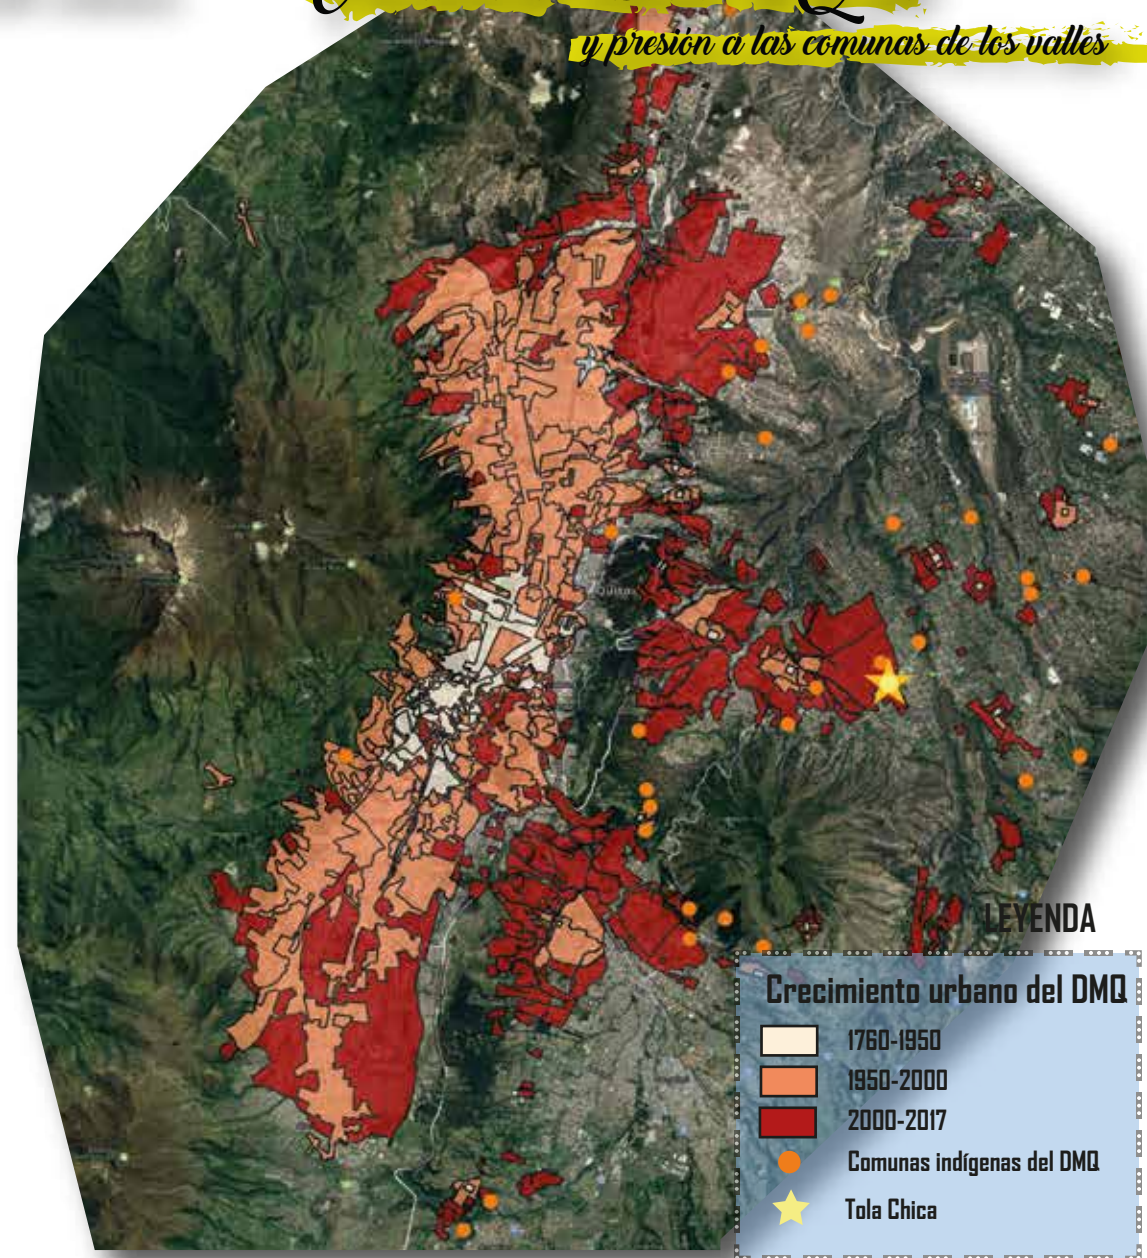 y presión a las comunas de los valles
Quito
LEYENDA
Crecimiento urbano del DMQ
1760-1950
1950-2000
2000-2017
Comunas indígenas del DMQ
Tola Chica